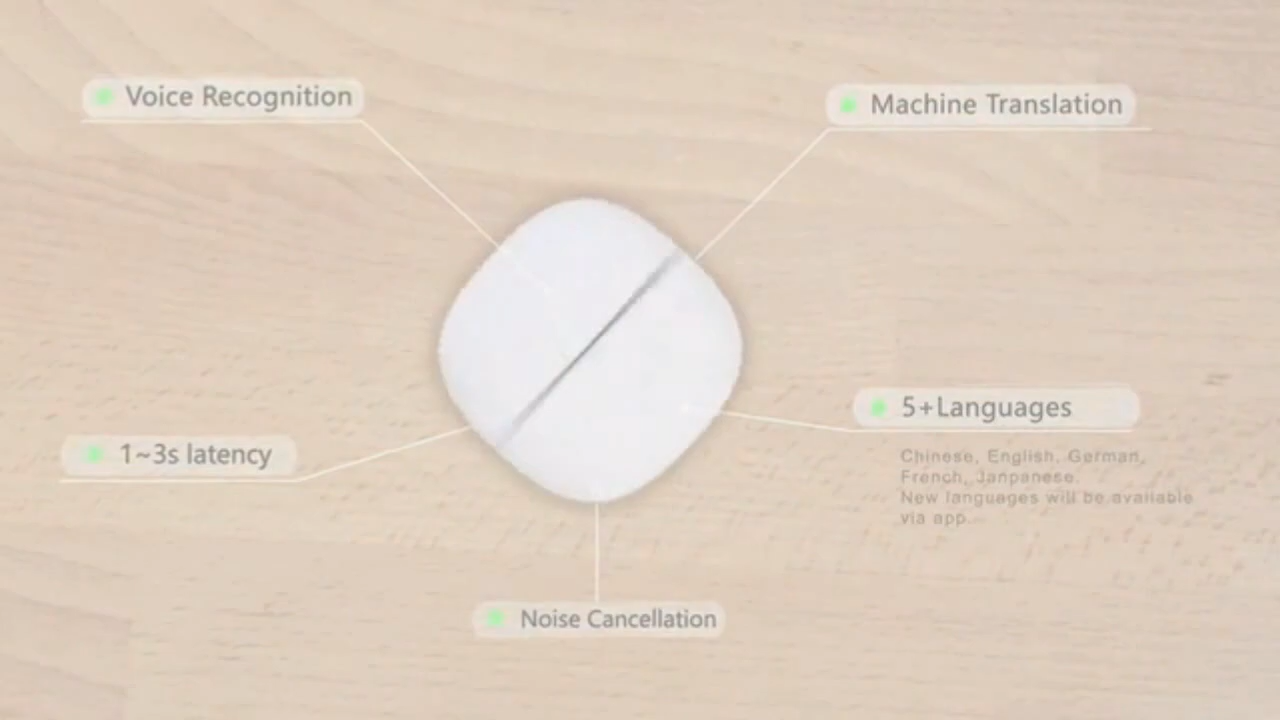 Voice Recognition
Machine Translation
5+Languages
Chinese, English, German,
French, Janpanese.
New languages will be available
via app.
1~3s latency
Noise Cancellation